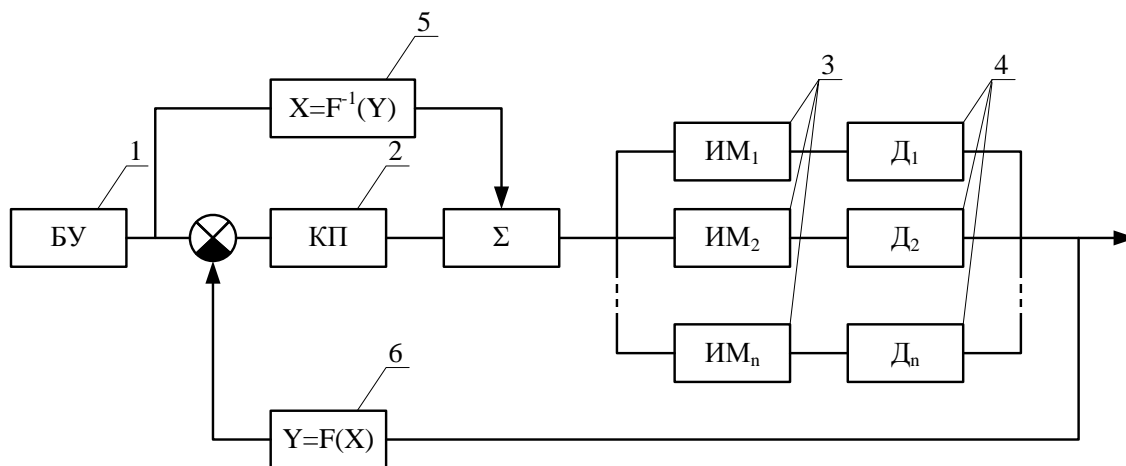 5
X=F⁻¹(Y)
3
4
1
2
ИМ₁
Д₁
БУ
КП
Σ
ИМ₂
Д₂
ИМₙ
Дₙ
6
Y=F(X)